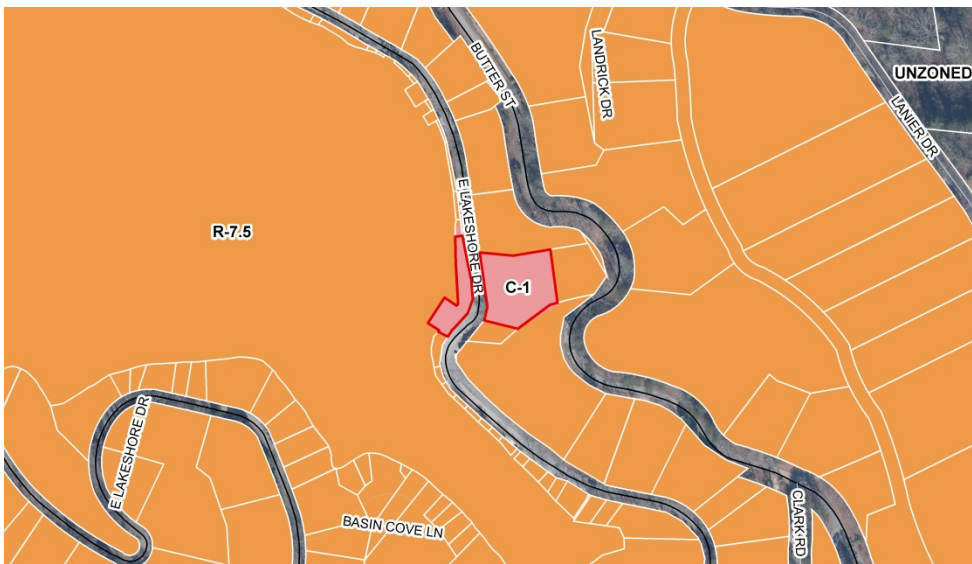 BUTTER ST
LANDRICK DR
UNZONED
LANIER DR
E LAKESHORE DR
R-7.5
C-1
E LAKESHORE DR
BASIN COVE LN
CLARK RD